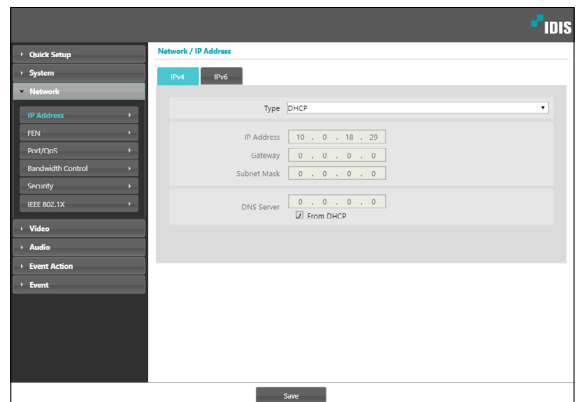 IDIS
Quick Setup
System
Network
IP Address
FEN
Port/QoS
Bandwidth Control
Security
IEEE 802.1X
Video
Audio
Event Action
Event
Network / IP Address
IPv4 IPv6
Type DHCP
IP Address 10 . 0 . 18 . 29
Gateway 0 . 0 . 0 . 0
Subnet Mask 0 . 0 . 0 . 0
DNS Server 0 . 0 . 0 . 0
From DHCP
Save